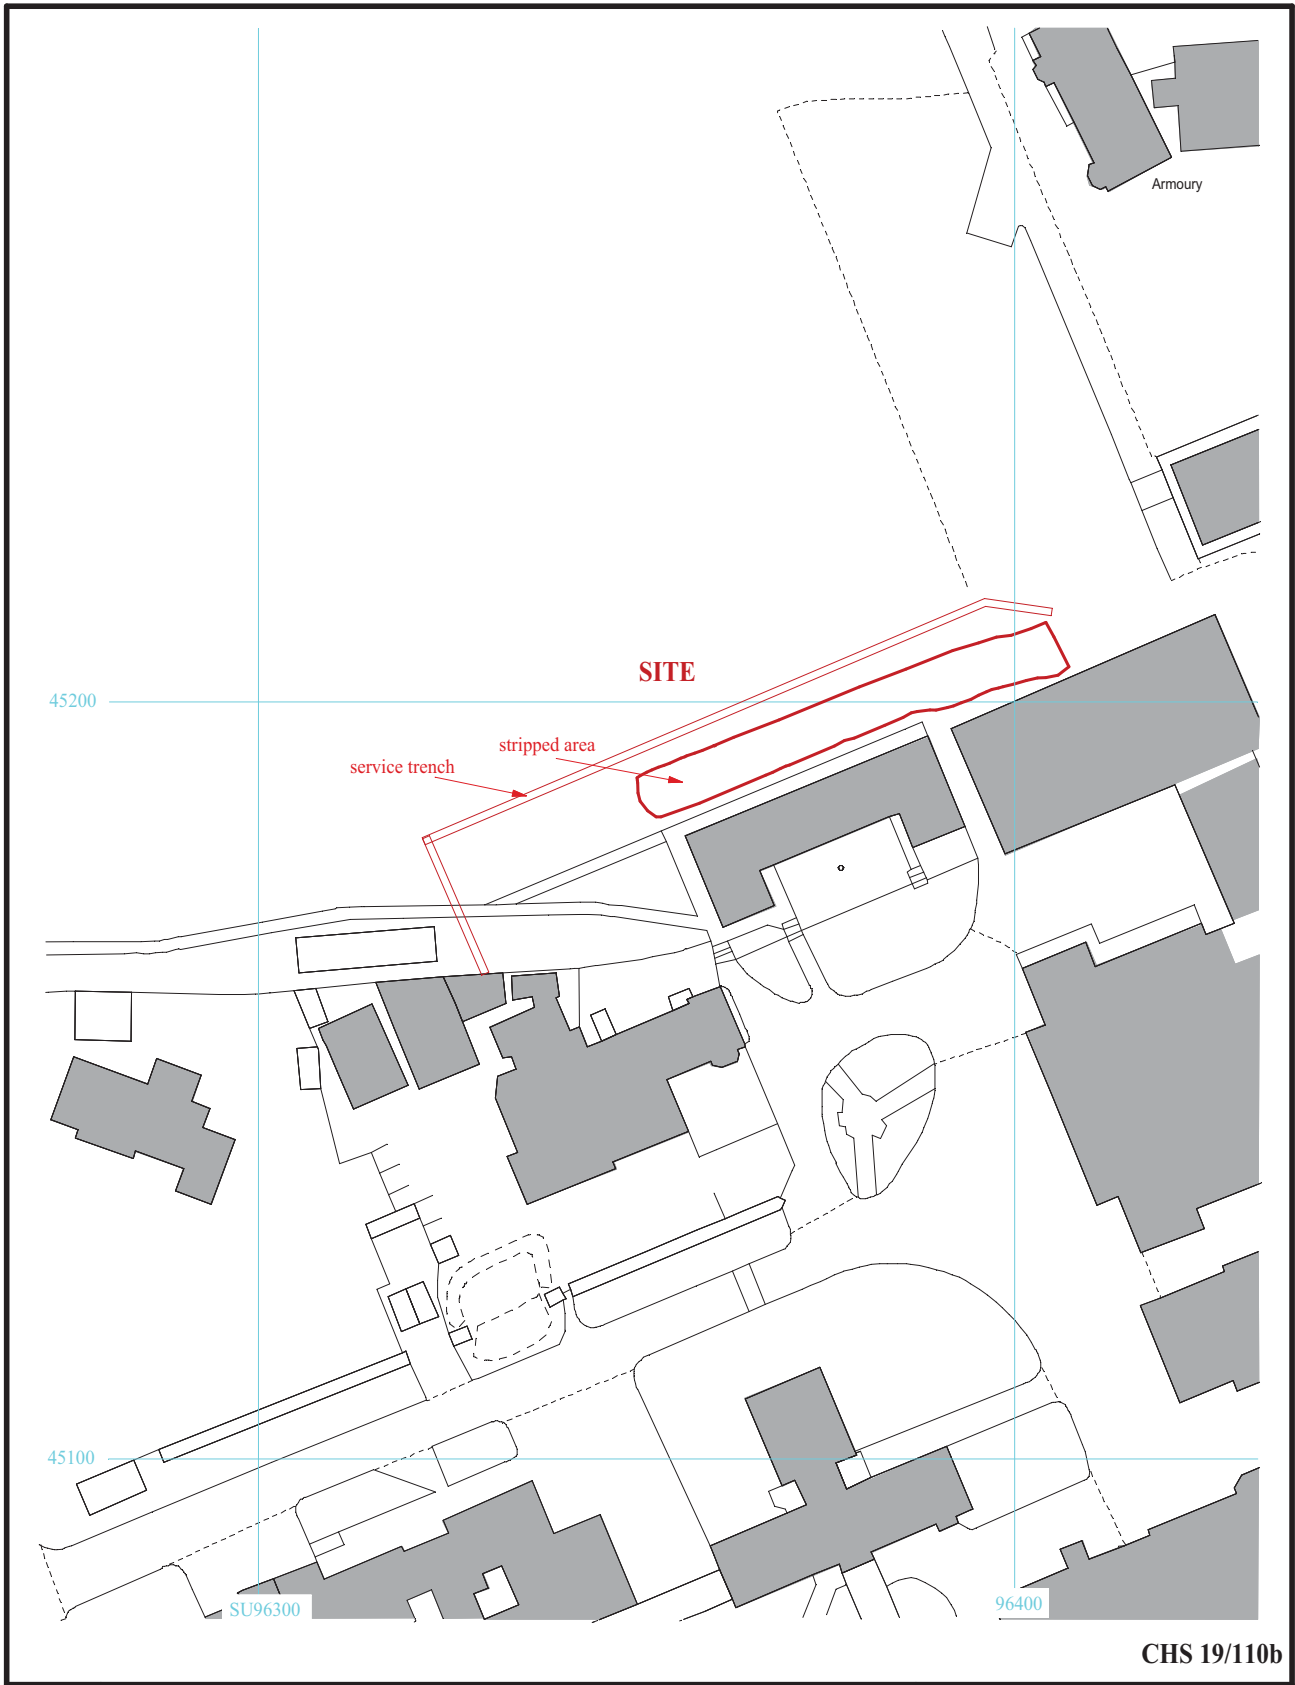 Armoury
SITE
45200
stripped area
service trench
45100
SU96300
96400
CHS 19/110b